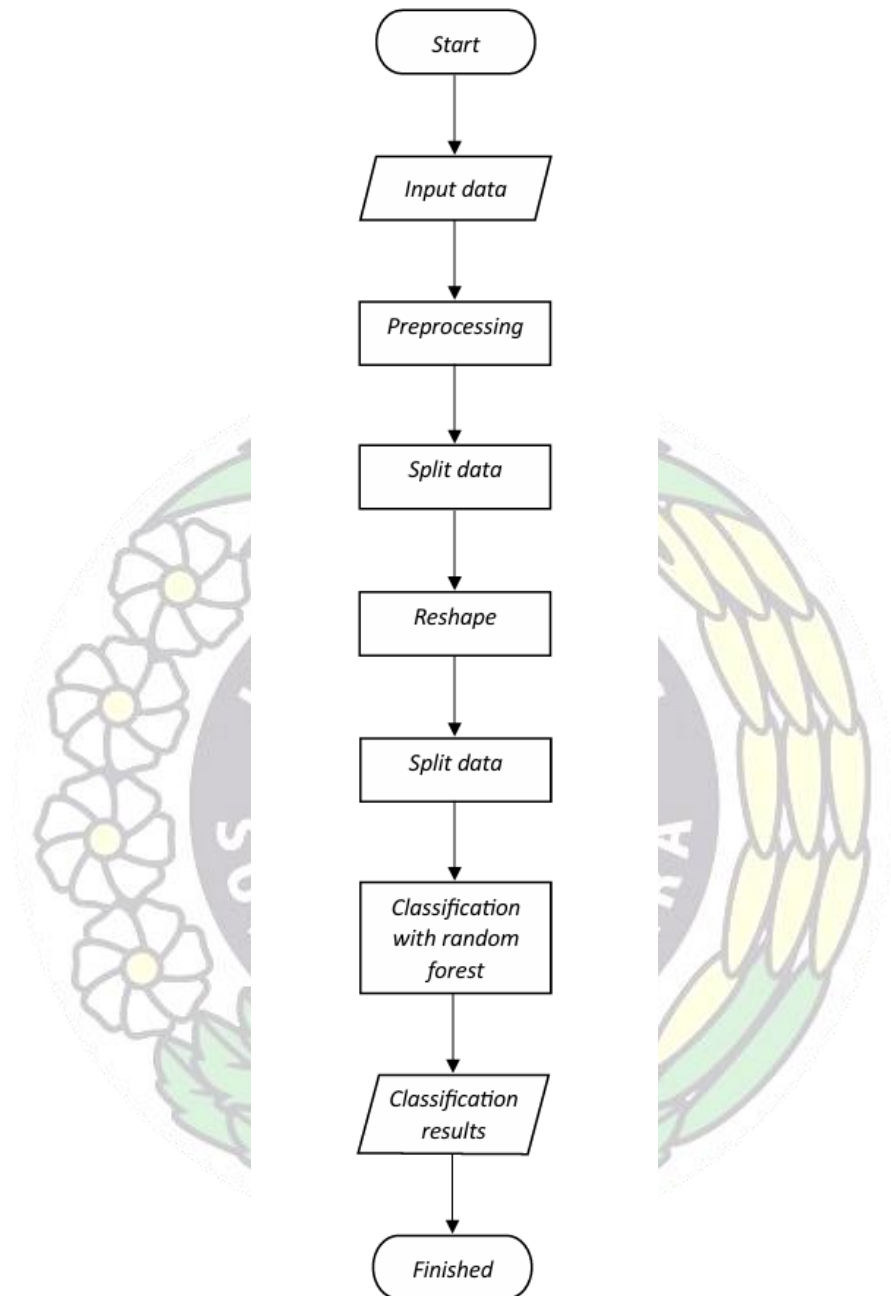 Start
Input data
Preprocessing
Split data
Reshape
Split data
Classification
with random
forest
Classification
results
Finished